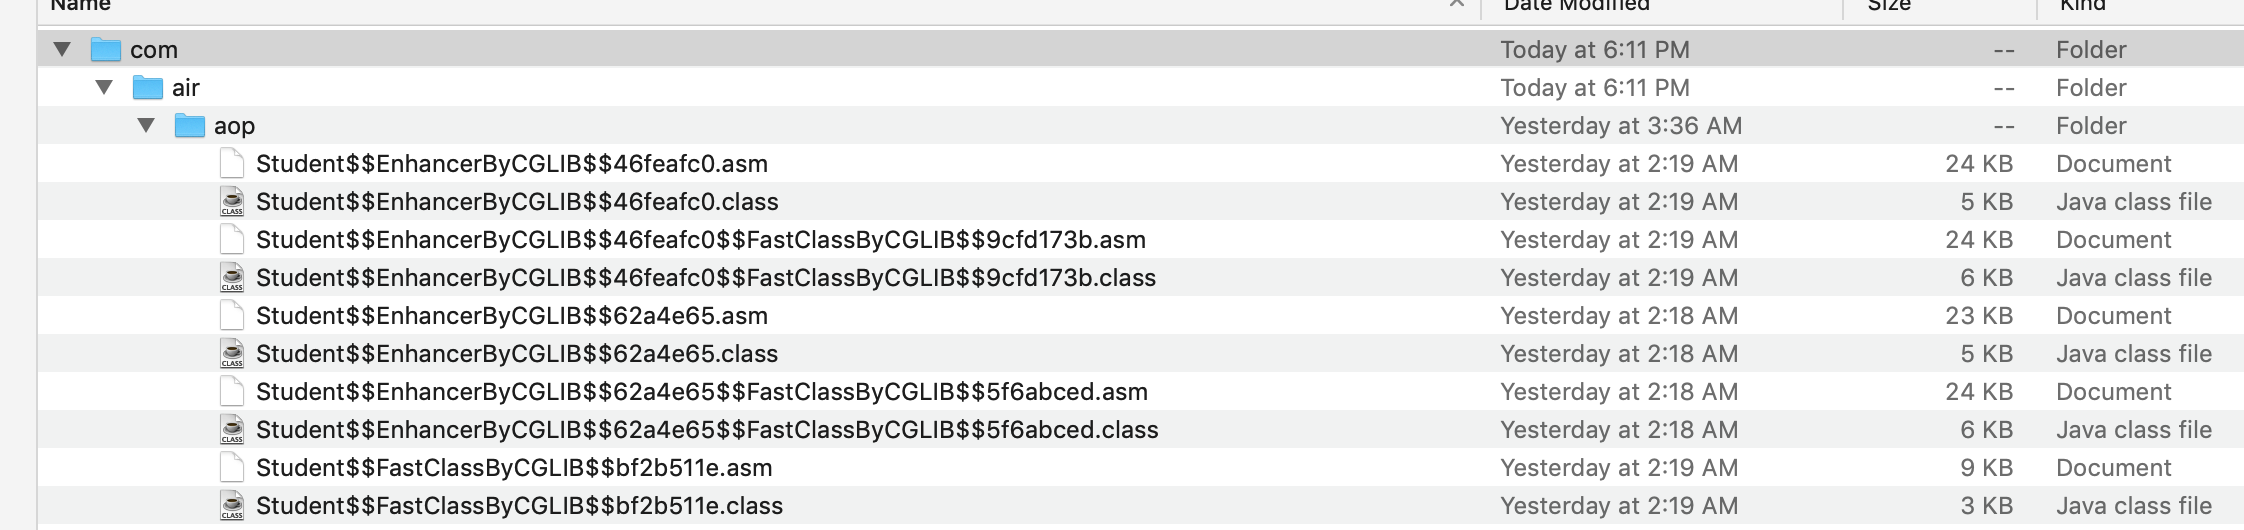 Name Date Modified Size Kind
com Today at 6:11 PM -- Folder
air Today at 6:11 PM -- Folder
aop Yesterday at 3:36 AM -- Folder
Student$$EnhancerByCGLIB$$46feafc0.asm Yesterday at 2:19 AM 24 KB Document
CLASS Student$$EnhancerByCGLIB$$46feafc0.class Yesterday at 2:19 AM 5 KB Java class file
Student$$EnhancerByCGLIB$$46feafc0$$FastClassByCGLIB$$9cfd173b.asm Yesterday at 2:19 AM 24 KB Document
CLASS Student$$EnhancerByCGLIB$$46feafc0$$FastClassByCGLIB$$9cfd173b.class Yesterday at 2:19 AM 6 KB Java class file
Student$$EnhancerByCGLIB$$62a4e65.asm Yesterday at 2:18 AM 23 KB Document
CLASS Student$$EnhancerByCGLIB$$62a4e65.class Yesterday at 2:18 AM 5 KB Java class file
Student$$EnhancerByCGLIB$$62a4e65$$FastClassByCGLIB$$5f6abced.asm Yesterday at 2:18 AM 24 KB Document
CLASS Student$$EnhancerByCGLIB$$62a4e65$$FastClassByCGLIB$$5f6abced.class Yesterday at 2:18 AM 6 KB Java class file
Student$$FastClassByCGLIB$$bf2b511e.asm Yesterday at 2:19 AM 9 KB Document
CLASS Student$$FastClassByCGLIB$$bf2b511e.class Yesterday at 2:19 AM 3 KB Java class file